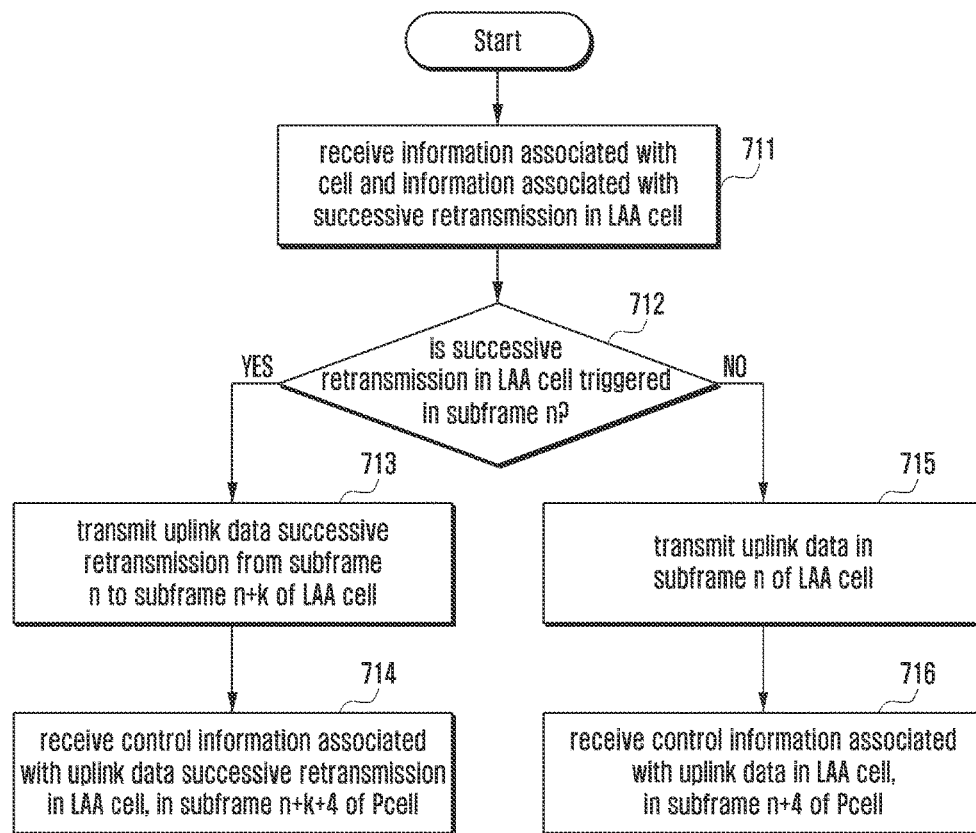 Start
711
receive information associated with
cell and information associated with
successive retransmission in LAA cell
712
is successive
retransmission in LAA cell triggered
in subframe n?
YES
NO
713
transmit uplink data successive
retransmission from subframe
n to subframe n+k of LAA cell
715
transmit uplink data in
subframe n of LAA cell
714
receive control information associated
with uplink data successive retransmission
in LAA cell, in subframe n+k+4 of Pcell
716
receive control information associated
with uplink data in LAA cell,
in subframe n+4 of Pcell